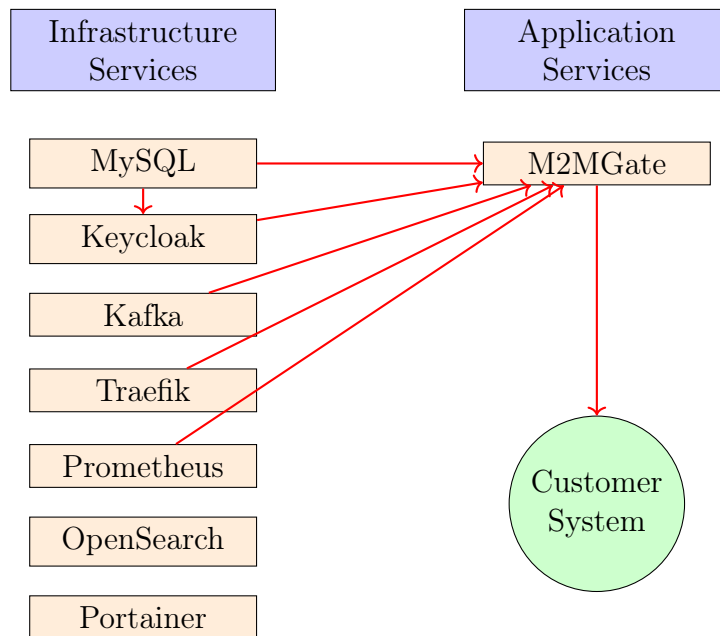 Infrastructure
Services
Application
Services
MySQL
M2MGate
Keycloak
Kafka
Traefik
Prometheus
Customer
System
OpenSearch
Portainer